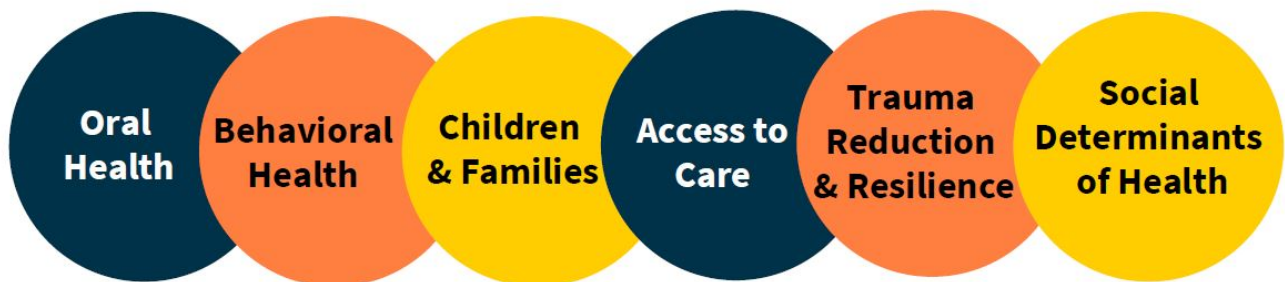 Oral
Health
Behavioral
Health
Children
& Families
Access to
Care
Trauma
Reduction
& Resilience
Social
Determinants
of Health